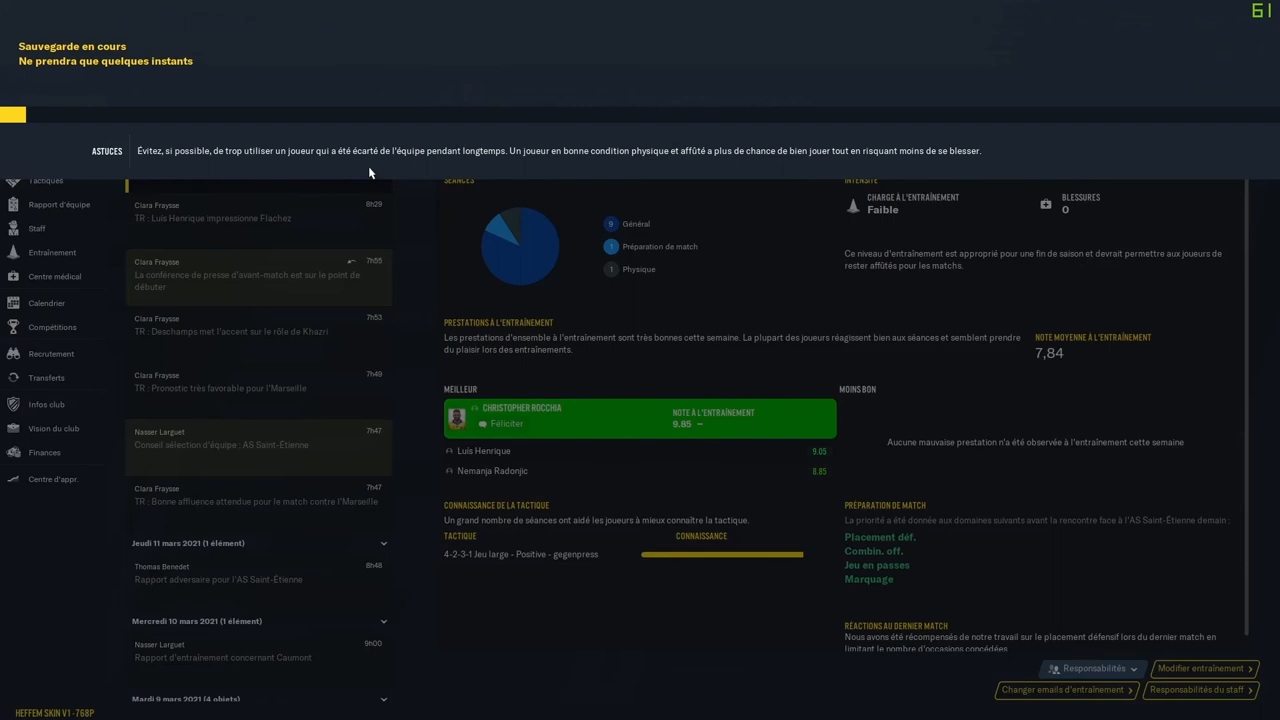 61
Sauvegarde en cours
Ne prendra que quelques instants
ASTUCES
Évitez, si possible, de trop utiliser un joueur qui a été écarté de l'équipe pendant longtemps. Un joueur en bonne condition physique et affûté a plus de chance de bien jouer tout en risquant moins de se blesser.
Tactiques
Rapport d'équipe
Staff
Entraînement
Centre médical
Calendrier
Compétitions
Recrutement
Transferts
Infos club
Vision du club
Finances
Centre d'appr.
Clara Fraysse 8h29
TR : Luis Henrique impressionne Flachez
Clara Fraysse 7h55
La conférence de presse d'avant-match est sur le point de
débuter
Clara Fraysse 7h53
TR : Deschamps met l'accent sur le rôle de Khazri
Clara Fraysse 7h49
TR : Pronostic très favorable pour l'Marseille
Nasser Larguet 7h47
Conseil sélection d'équipe : AS Saint-Étienne
Clara Fraysse 7h47
TR : Bonne affluence attendue pour le match contre l'Marseille
Jeudi 11 mars 2021 (1 élément)
Thomas Benedet 8h48
Rapport adversaire pour l'AS Saint-Étienne
Mercredi 10 mars 2021 (1 élément)
Nasser Larguet 9h00
Rapport d'entraînement concernant Caumont
Mardi 9 mars 2021 (4 objets)
SÉANCES
9 Général
1 Préparation de match
1 Physique
INTENSITÉ
CHARGE À L'ENTRAÎNEMENT
Faible
BLESSURES
0
Ce niveau d'entraînement est approprié pour une fin de saison et devrait permettre aux joueurs de
rester affûtés pour les matchs.
PRESTATIONS À L'ENTRAÎNEMENT
Les prestations d'ensemble à l'entraînement sont très bonnes cette semaine. La plupart des joueurs réagissent bien aux séances et semblent prendre
du plaisir lors des entraînements.
NOTE MOYENNE À L'ENTRAÎNEMENT
7,84
MEILLEUR
CHRISTOPHER ROCCHIA
Féliciter
NOTE À L'ENTRAÎNEMENT
9.65 –
Luis Henrique 9.05
Nemanja Radonjic 8.85
MOINS BON
Aucune mauvaise prestation n'a été observée à l'entraînement cette semaine
CONNAISSANCE DE LA TACTIQUE
Un grand nombre de séances ont aidé les joueurs à mieux connaître la tactique.
TACTIQUE CONNAISSANCE
4-2-3-1 Jeu large - Positive - gegenpress
PRÉPARATION DE MATCH
La priorité a été donnée aux domaines suivants avant la rencontre face à l'AS Saint-Étienne demain :
Placement déf.
Combin. off.
Jeu en passes
Marquage
RÉACTIONS AU DERNIER MATCH
Nous avons été récompensés de notre travail sur le placement défensif lors du dernier match en
limitant le nombre d'occasions concédées.
Responsabilités
Modifier entraînement
Changer emails d'entraînement
Responsabilités du staff
HEFFEM SKIN V1 -768P